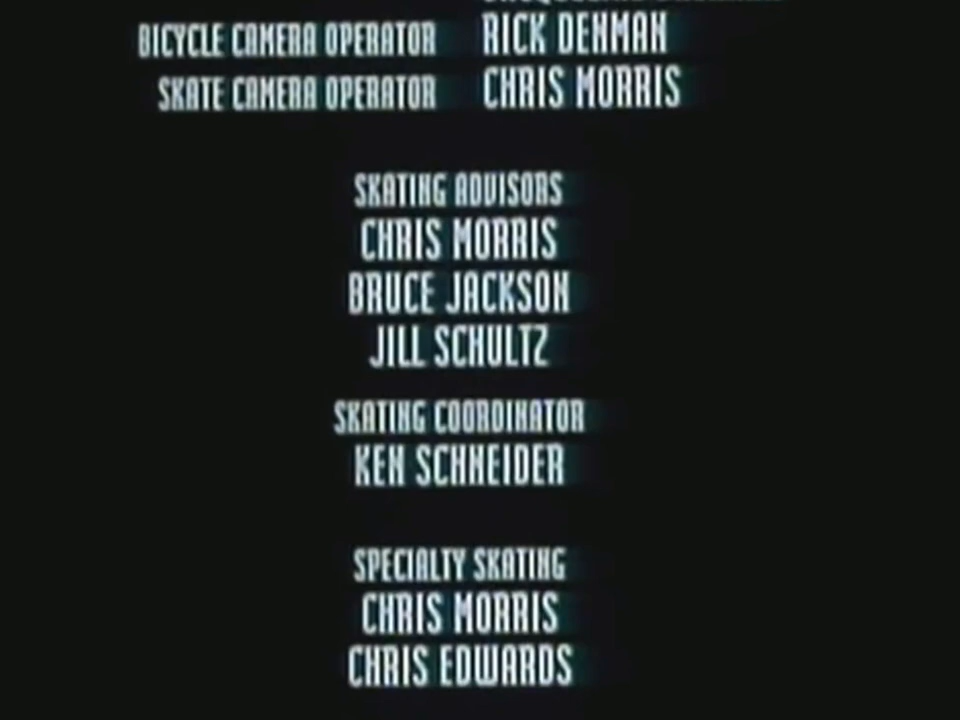 BICYCLE CAMERA OPERATOR RICK DENMAN
SKATE CAMERA OPERATOR CHRIS MORRIS
SKATING ADVISORS
CHRIS MORRIS
BRUCE JACKSON
JILL SCHULTZ
SKATING COORDINATOR
KEN SCHNEIDER
SPECIALTY SKATING
CHRIS MORRIS
CHRIS EDWARDS